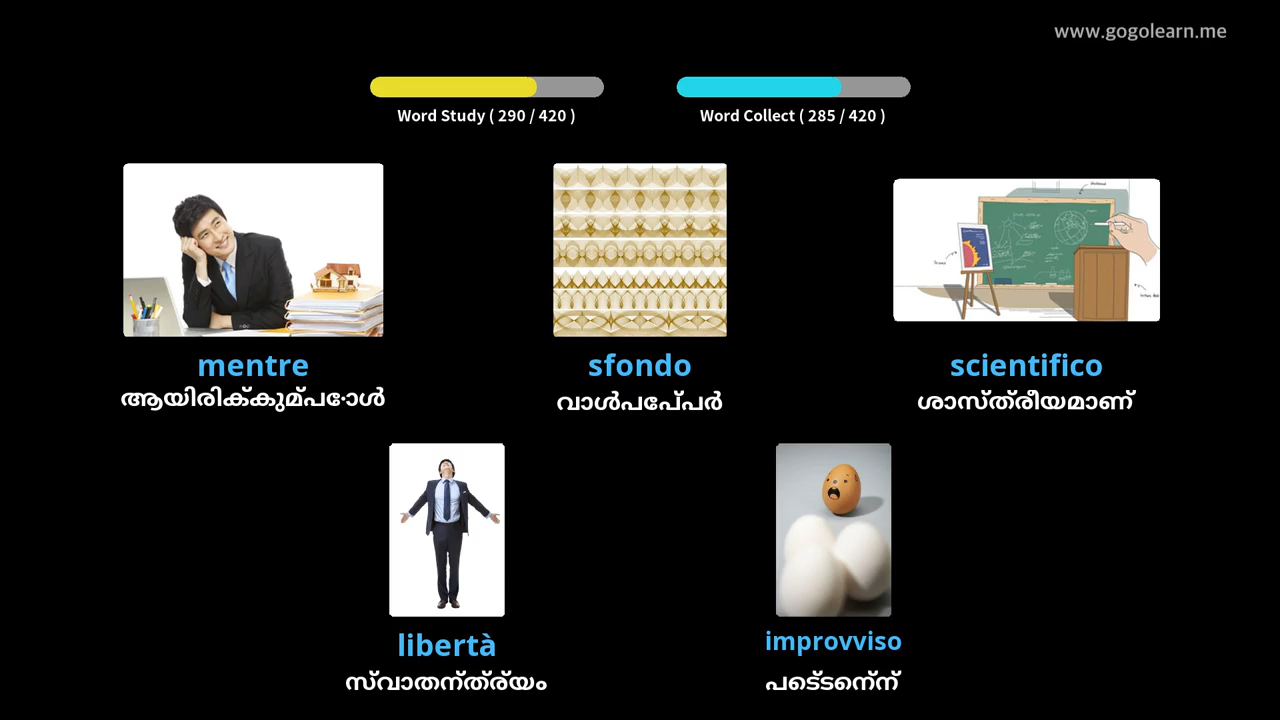 www.gogolearn.me
Word Study ( 290 / 420 )
Word Collect ( 285 / 420 )
mentre
ആയിരിക്കുമ്പോൾ
sfondo
വാൾപേപ്പർ
scientifico
ശാസ്ത്രീയമാണ്
libertà
സ്വാതന്ത്ര്യം
improvviso
പെട്ടെന്ന്